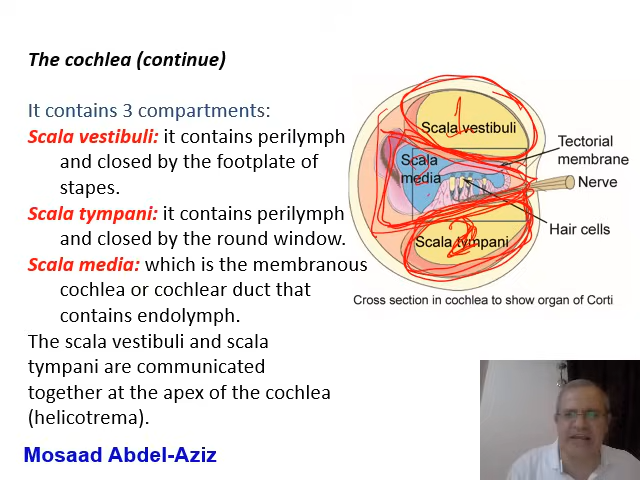 The cochlea (continue)
It contains 3 compartments:
Scala vestibuli: it contains perilymph
and closed by the footplate of
stapes.
Scala tympani: it contains perilymph
and closed by the round window.
Scala media: which is the membranous
cochlea or cochlear duct that
contains endolymph.
The scala vestibuli and scala
tympani are communicated
together at the apex of the cochlea
(helicotrema).
Mosaad Abdel-Aziz
1
Scala vestibuli
Scala
media
Tectorial
membrane
Nerve
Hair cells
2
Scala tympani
Cross section in cochlea to show organ of Corti